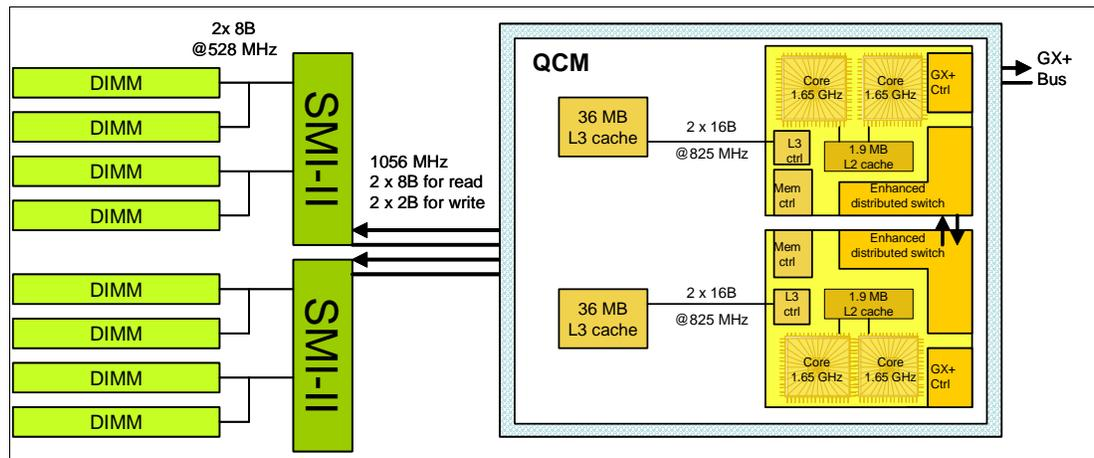 2x 8B
@528 MHz
DIMM
DIMM
DIMM
DIMM
SMI-II
DIMM
DIMM
DIMM
DIMM
SMI-II
1056 MHz
2 x 8B for read
2 x 2B for write
QCM
36 MB
L3 cache
2 x 16B
@825 MHz
Core
1.65 GHz
Core
1.65 GHz
GX+
Ctrl
L3
ctrl
1.9 MB
L2 cache
Mem
ctrl
Enhanced
distributed switch
GX+
Bus
Mem
ctrl
Enhanced
distributed switch
36 MB
L3 cache
2 x 16B
@825 MHz
L3
ctrl
1.9 MB
L2 cache
Core
1.65 GHz
Core
1.65 GHz
GX+
Ctrl